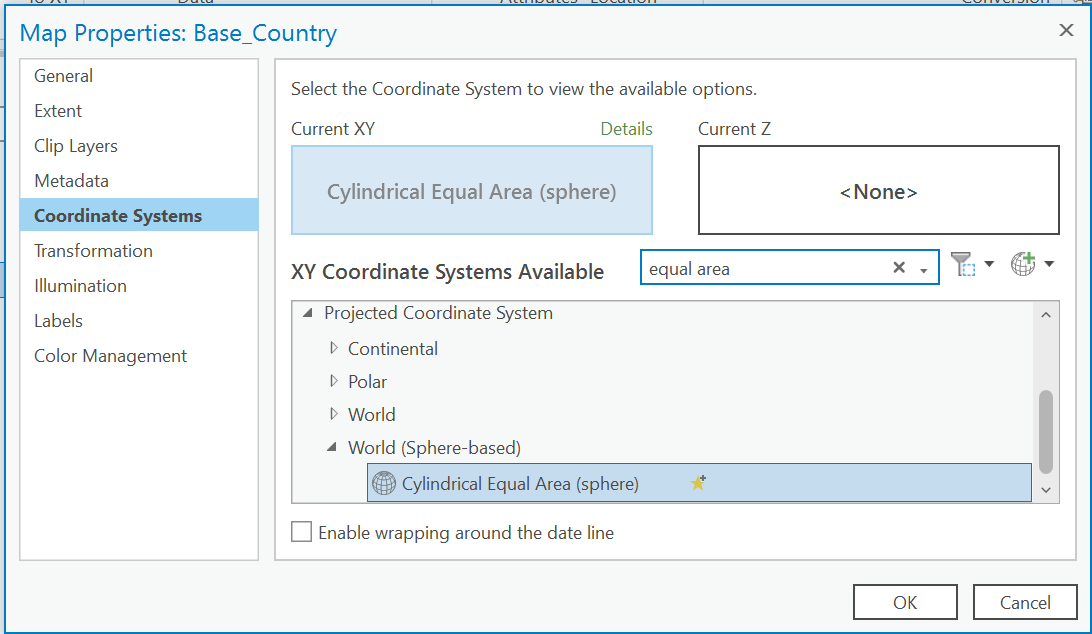 Map Properties: Base_Country
General
Extent
Clip Layers
Metadata
Coordinate Systems
Transformation
Illumination
Labels
Color Management
Select the Coordinate System to view the available options.
Current XY Details Current Z
Cylindrical Equal Area (sphere) <None>
XY Coordinate Systems Available equal area
Projected Coordinate System
Continental
Polar
World
World (Sphere-based)
Cylindrical Equal Area (sphere)
Enable wrapping around the date line
OK Cancel